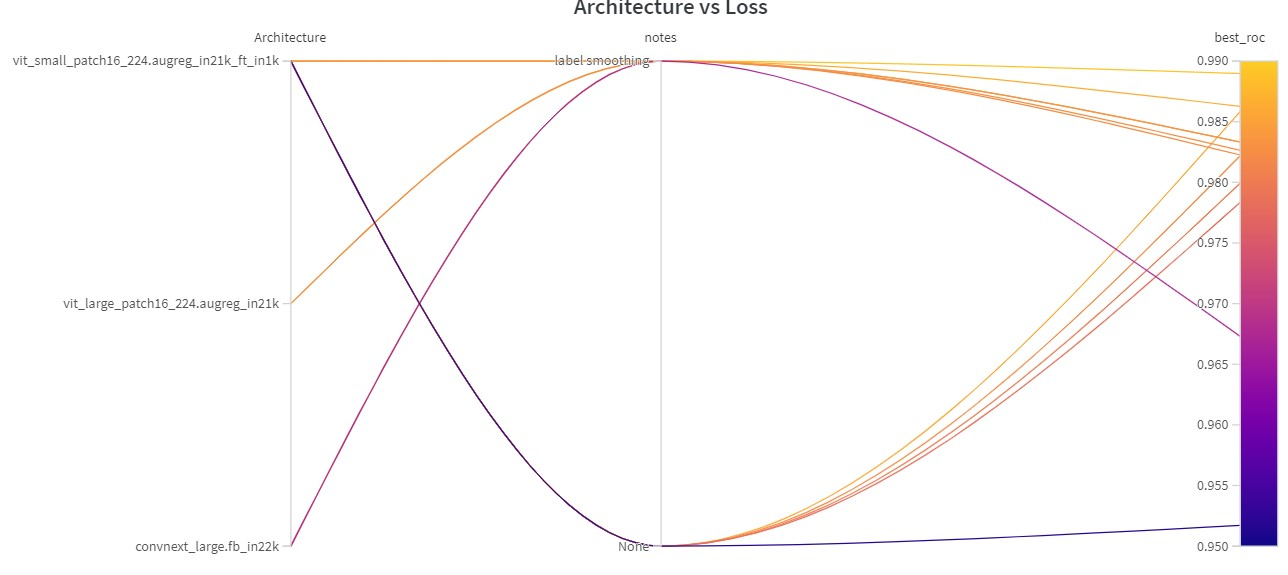 Architecture vs Loss
Architecture
notes
best_roc
vit_small_patch16_224.augreg_in21k_ft_in1k
vit_large_patch16_224.augreg_in21k
convnext_large.fb_in22k
label smoothing
None
0.990
0.985
0.980
0.975
0.970
0.965
0.960
0.955
0.950